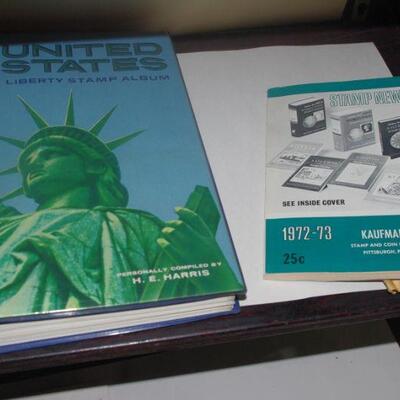 UNITED
STATES
LIBERTY STAMP ALBUM
PERSONALLY COMPILED BY
H. E. HARRIS
STAMP NEW
SEE INSIDE COVER
1972-73
KAUFMA
STAMP AND COIN
PITTSBURGH,
25c